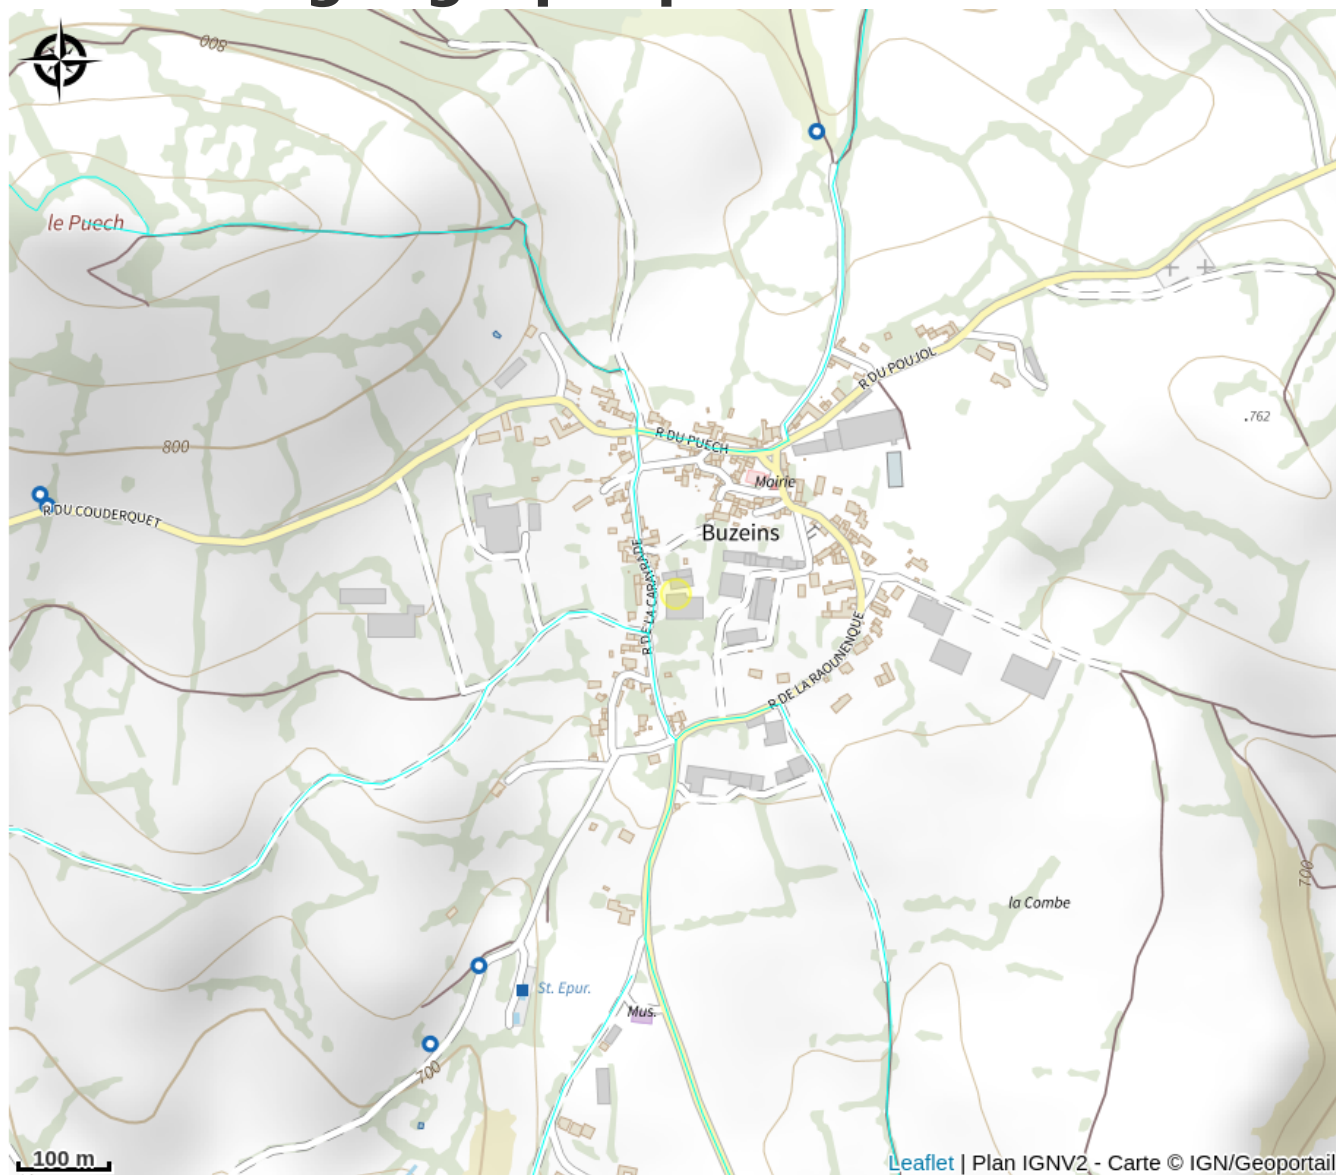 800
le Puech
R DU POUJOL
.762
R DU PUECH
800
Mairie
R DU COUDERQUET
Buzeins
R DE LA CARAYRADE
R DE LA RAOUNENQUE
700
la Combe
St. Epur.
Mus.
700
100 m
Leaflet | Plan IGNV2 - Carte © IGN/Geoportail